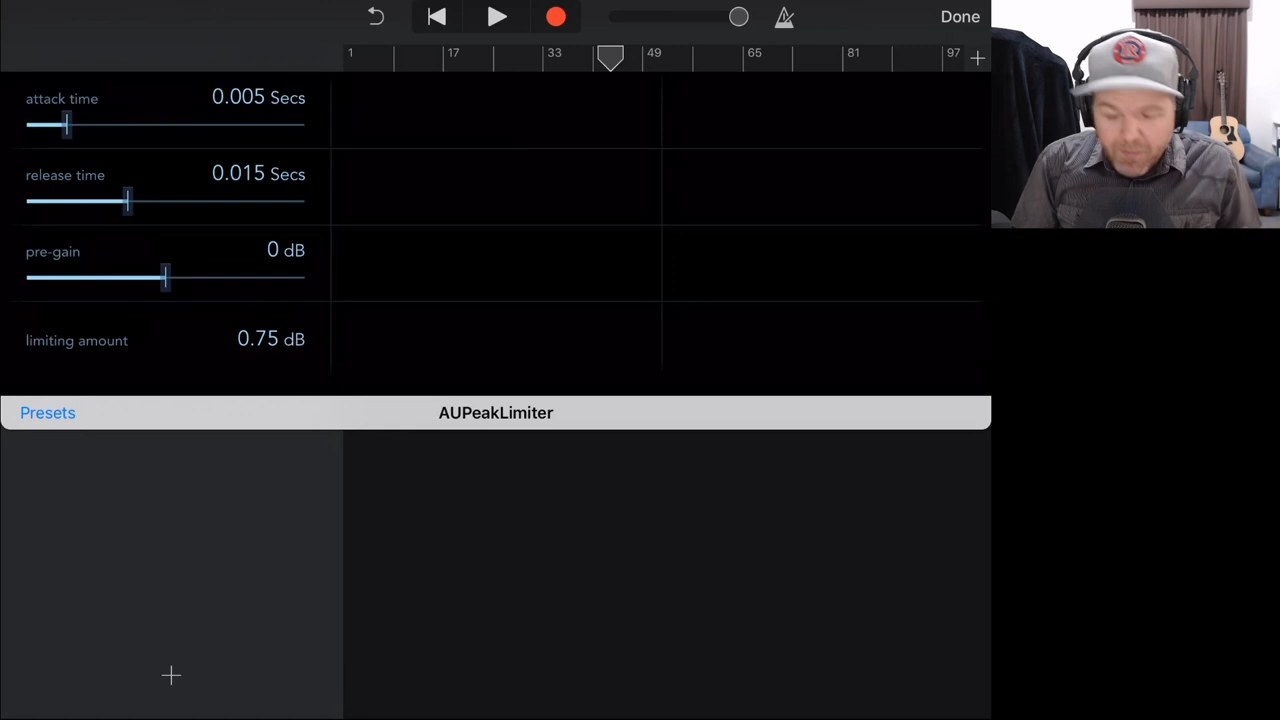 Done
1 17 33 49 65 81 97
attack time 0.005 Secs
release time 0.015 Secs
pre-gain 0 dB
limiting amount 0.75 dB
Presets AUPeakLimiter